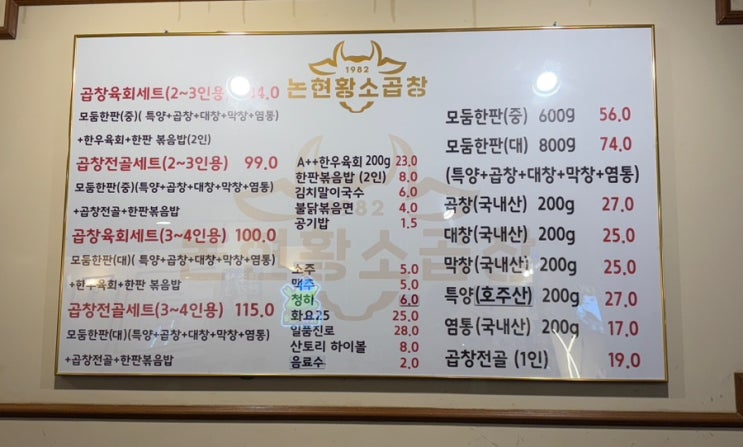 1982
논현황소곱창
곱창육회세트(2~3인용) 4.0
모둠한판(중)( 특양+곱창+대창+막창+염통)
+한우육회+한판 볶음밥(2인)
곱창전골세트(2~3인용) 99.0
모둠한판(중)(특양+곱창+대창+막창+염통)
+곱창전골+한판볶음밥
곱창육회세트(3~4인용) 100.0
모둠한판(대)( 특양+곱창+대창+막창+염통)
+한우육회+한판 볶음밥
곱창전골세트(3~4인용) 115.0
모둠한판(대)(특양+곱창+대창+막창+염통)
+곱창전골+한판볶음밥
A++한우육회 200g 23.0
한판볶음밥 (2인) 8.0
김치말이국수 6.0
불닭볶음면 4.0
공기밥 1.5
소주 5.0
맥주 5.0
청하 6.0
화요25 25.0
일품진로 28.0
산토리 하이볼 8.0
음료수 2.0
모둠한판(중) 600g 56.0
모둠한판(대) 800g 74.0
(특양+곱창+대창+막창+염통)
곱창(국내산) 200g 27.0
대창(국내산) 200g 25.0
막창(국내산) 200g 25.0
특양(호주산) 200g 27.0
염통(국내산) 200g 17.0
곱창전골 (1인) 19.0
1982
논현황소곱창